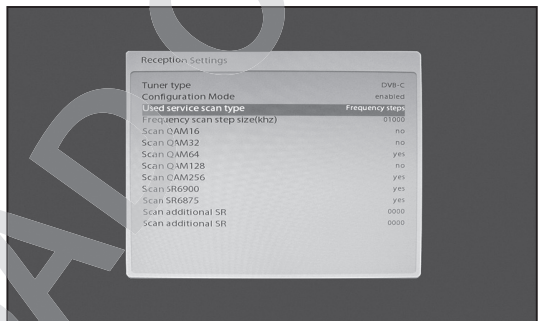 Reception Settings
Tuner type DVB-C
Configuration Mode enabled
Used service scan type Frequency steps
Frequency scan step size(khz) 01000
Scan QAM16 no
Scan QAM32 no
Scan QAM64 yes
Scan QAM128 no
Scan QAM256 yes
Scan SR6900 yes
Scan SR6875 yes
Scan additional SR 0000
Scan additional SR 0000